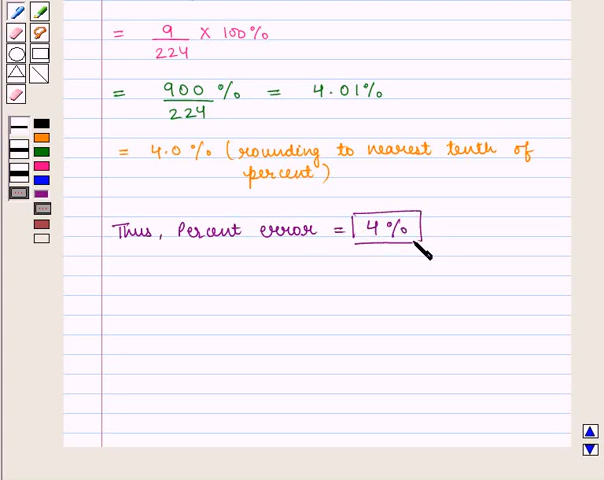 = 9/224 × 100%
= 900/224 % = 4.01%
= 4.0% (rounding to nearest tenth of
percent)
Thus, Percent error = 4%